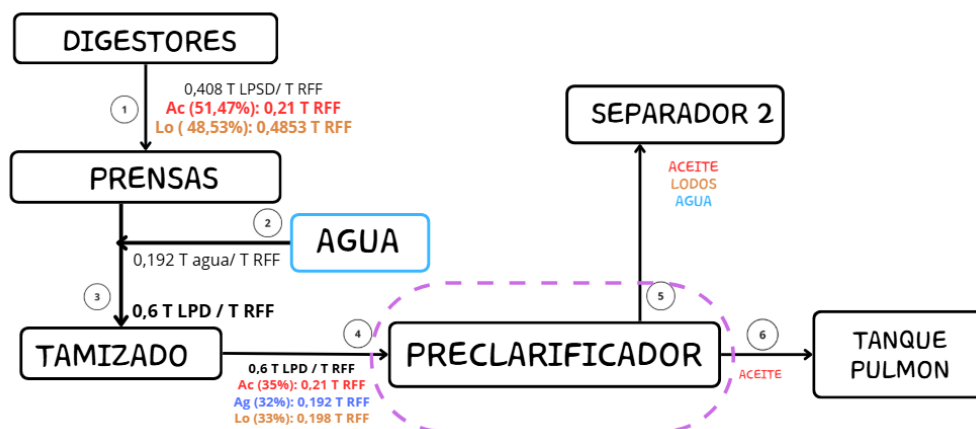 DIGESTORES
1
0,408 T LPSD/ T RFF
Ac (51,47%): 0,21 T RFF
Lo ( 48,53%): 0,4853 T RFF
SEPARADOR 2
PRENSAS
ACEITE
LODOS
AGUA
2
AGUA
0,192 T agua/ T RFF
3
0,6 T LPD / T RFF
5
4
6
TAMIZADO
PRECLARIFICADOR
TANQUE
PULMON
0,6 T LPD / T RFF
Ac (35%): 0,21 T RFF
Ag (32%): 0,192 T RFF
Lo (33%): 0,198 T RFF
ACEITE